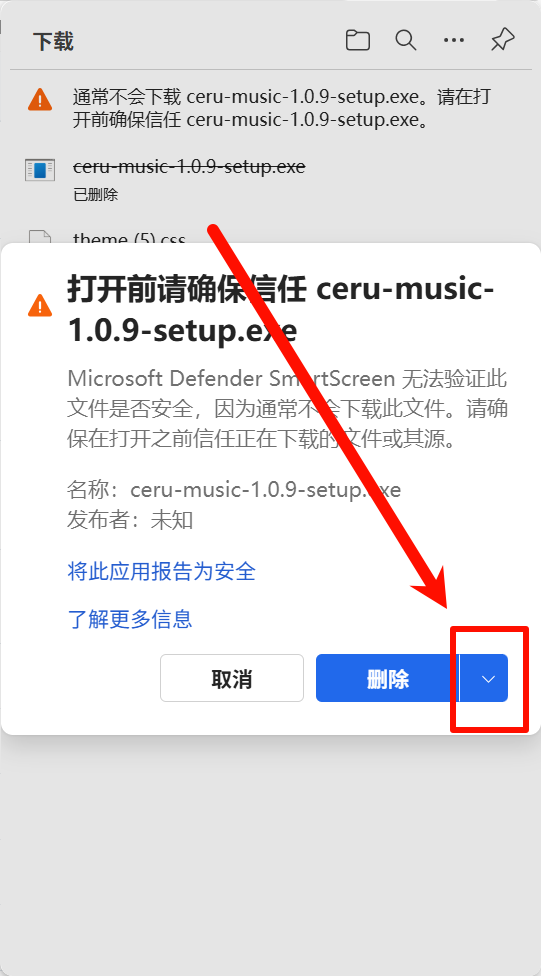 下载
通常不会下载 ceru-music-1.0.9-setup.exe。请在打
开前确保信任 ceru-music-1.0.9-setup.exe。
ceru-music-1.0.9-setup.exe
已删除
theme (5).css
打开前请确保信任 ceru-music-
1.0.9-setup.exe
Microsoft Defender SmartScreen 无法验证此
文件是否安全，因为通常不会下载此文件。请确
保在打开之前信任正在下载的文件或其源。
名称：ceru-music-1.0.9-setup.exe
发布者：未知
将此应用报告为安全
了解更多信息
取消
删除